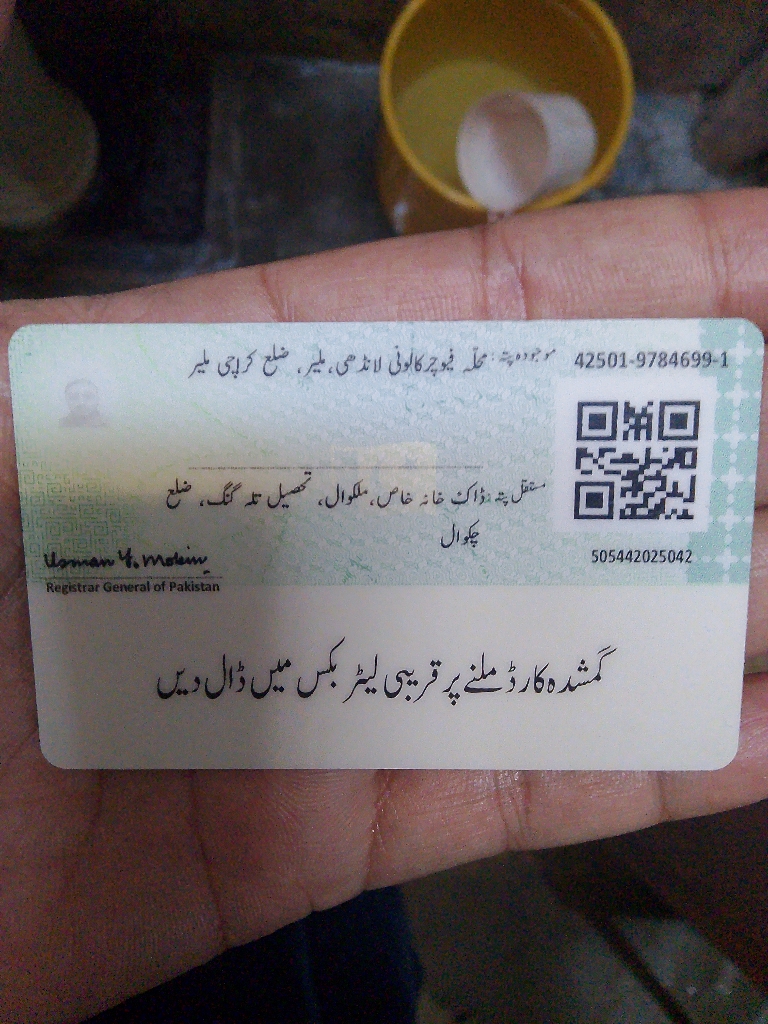 42501-9784699-1
موجودہ پتہ: محلّہ فیوچر کالونی لانڈھی، ملیر، ضلع کراچی ملیر
مستقل پتہ: ڈاک خانہ خاص، ملکوال، تحصیل تلہ گنگ، ضلع
چکوال
505442025042
Usman Y. Mobin
Registrar General of Pakistan
گمشدہ کارڈ ملنے پر قریبی لیٹر بکس میں ڈال دیں